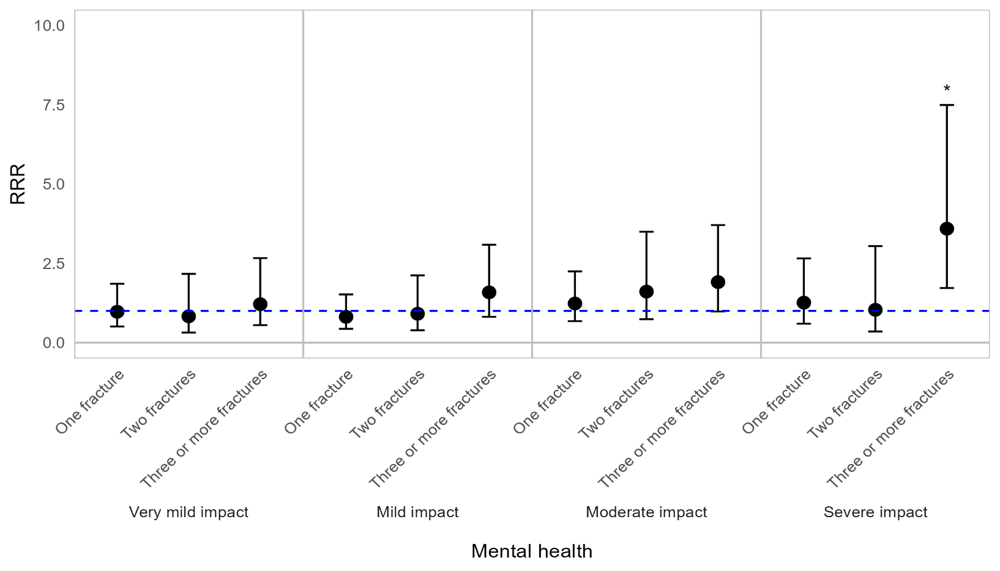 10.0
7.5
5.0
2.5
0.0
RRR
*
One fracture
Two fractures
Three or more fractures
One fracture
Two fractures
Three or more fractures
One fracture
Two fractures
Three or more fractures
One fracture
Two fractures
Three or more fractures
Very mild impact
Mild impact
Moderate impact
Severe impact
Mental health